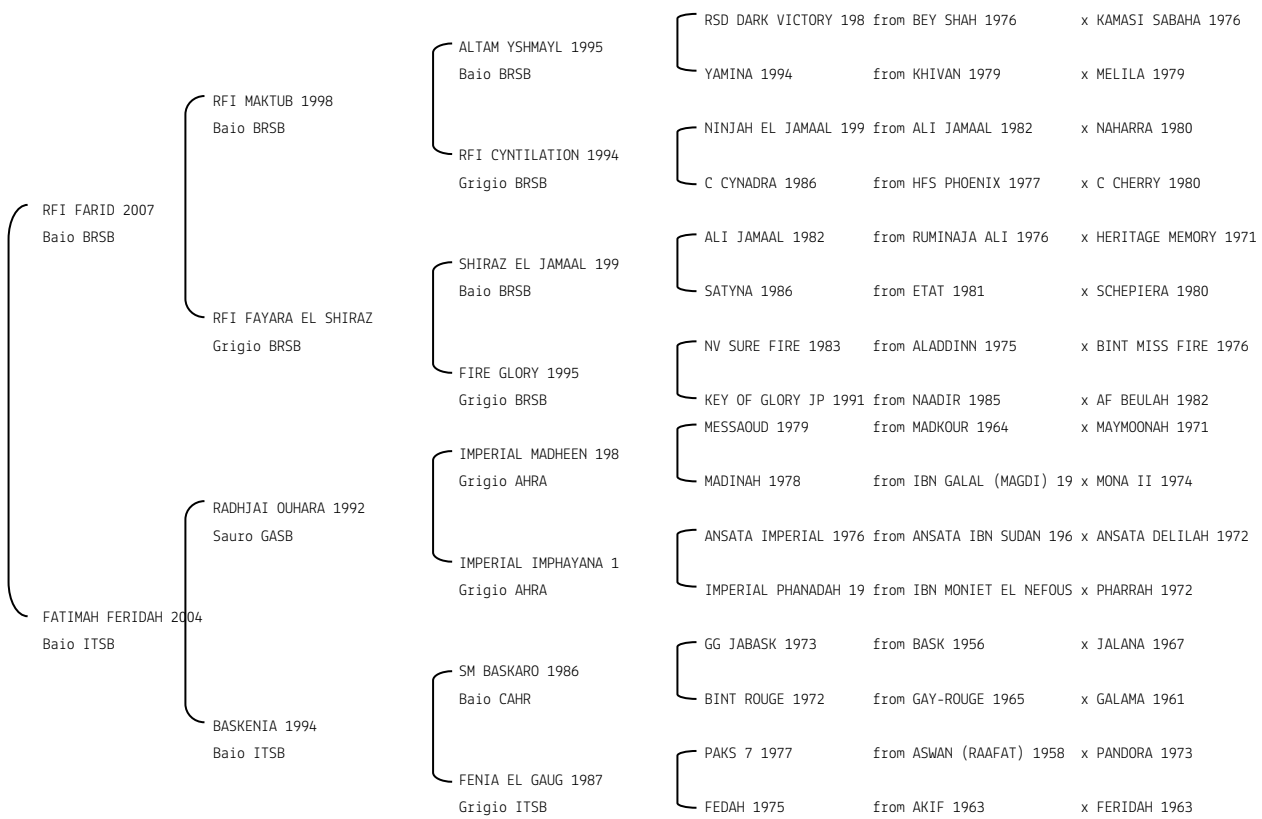 RSD DARK VICTORY 198 from BEY SHAH 1976 x KAMASI SABAHA 1976
ALTAM YSHMAYL 1995
Baio BRSB
YAMINA 1994 from KHIVAN 1979 x MELILA 1979
RFI MAKTUB 1998
Baio BRSB
NINJAH EL JAMAAL 199 from ALI JAMAAL 1982 x NAHARRA 1980
RFI CYNTILATION 1994
Grigio BRSB
C CYNADRA 1986 from HFS PHOENIX 1977 x C CHERRY 1980
RFI FARID 2007
Baio BRSB
ALI JAMAAL 1982 from RUMINAJA ALI 1976 x HERITAGE MEMORY 1971
SHIRAZ EL JAMAAL 199
Baio BRSB
SATYNA 1986 from ETAT 1981 x SCHEPIERA 1980
RFI FAYARA EL SHIRAZ
Grigio BRSB
NV SURE FIRE 1983 from ALADDINN 1975 x BINT MISS FIRE 1976
FIRE GLORY 1995
Grigio BRSB
KEY OF GLORY JP 1991 from NAADIR 1985 x AF BEULAH 1982
MESSAOUD 1979 from MADKOUR 1964 x MAYMOONAH 1971
IMPERIAL MADHEEN 198
Grigio AHRA
MADINAH 1978 from IBN GALAL (MAGDI) 19 x MONA II 1974
RADHJAI OUHARA 1992
Sauro GASB
ANSATA IMPERIAL 1976 from ANSATA IBN SUDAN 196 x ANSATA DELILAH 1972
IMPERIAL IMPHAYANA 1
Grigio AHRA
IMPERIAL PHANADAH 19 from IBN MONIET EL NEFOUS x PHARRAH 1972
FATIMAH FERIDAH 2004
Baio ITSB
GG JABASK 1973 from BASK 1956 x JALANA 1967
SM BASKARO 1986
Baio CAHR
BINT ROUGE 1972 from GAY-ROUGE 1965 x GALAMA 1961
BASKENIA 1994
Baio ITSB
PAKS 7 1977 from ASWAN (RAAFAT) 1958 x PANDORA 1973
FENIA EL GAUG 1987
Grigio ITSB
FEDAH 1975 from AKIF 1963 x FERIDAH 1963